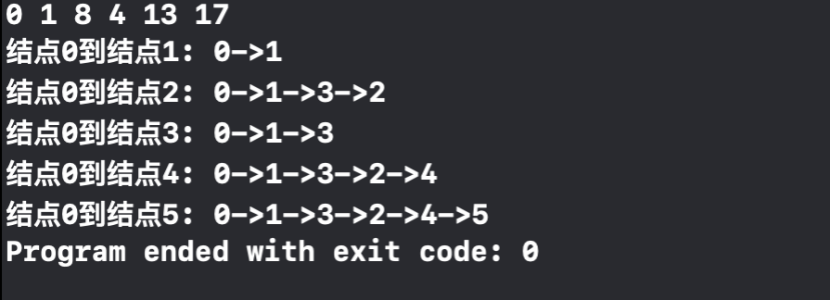 0 1 8 4 13 17
结点0到结点1: 0->1
结点0到结点2: 0->1->3->2
结点0到结点3: 0->1->3
结点0到结点4: 0->1->3->2->4
结点0到结点5: 0->1->3->2->4->5
Program ended with exit code: 0